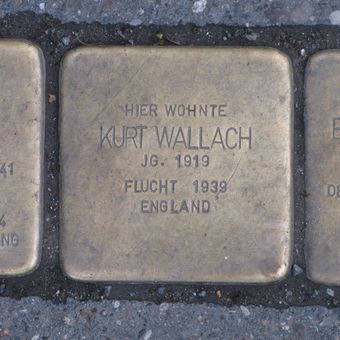 HIER WOHNTE
KURT WALLACH
JG. 1919
FLUCHT 1939
ENGLAND